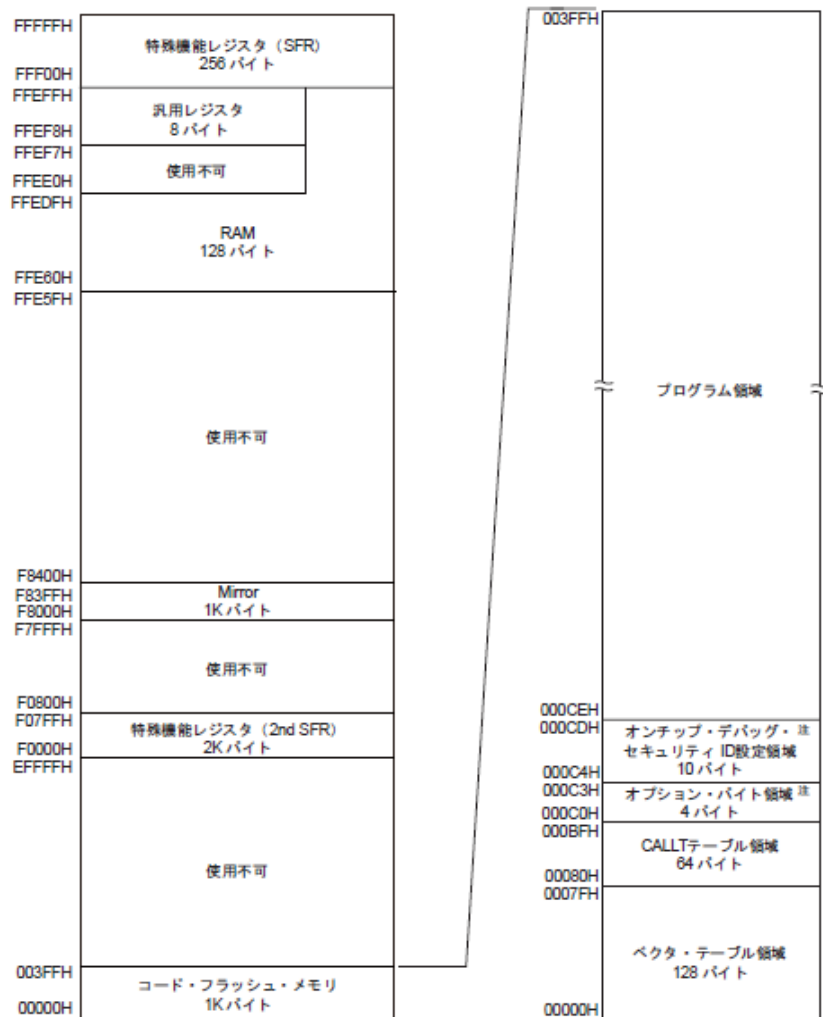 FFFFFH
特殊機能レジスタ（SFR）
256 バイト
FFF00H
FFEFFH
汎用レジスタ
8 バイト
FFEF8H
FFEF7H
使用不可
FFEE0H
FFEDFH
RAM
128 バイト
FFE60H
FFE5FH
使用不可
F8400H
F83FFH
Mirror
1K バイト
F8000H
F7FFFH
使用不可
F0800H
F07FFH
特殊機能レジスタ（2nd SFR）
2K バイト
F0000H
EFFFFH
使用不可
003FFH
コード・フラッシュ・メモリ
1K バイト
00000H
003FFH
プログラム領域
000CEH
000CDH
オンチップ・デバッグ・ 注
セキュリティ ID設定領域
10 バイト
000C4H
000C3H
オプション・バイト領域 注
4 バイト
000C0H
000BFH
CALLTテーブル領域
64 バイト
00080H
0007FH
ベクタ・テーブル領域
128 バイト
00000H